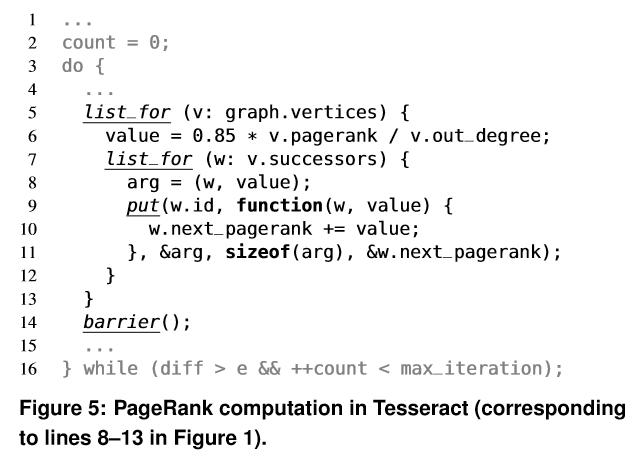 1 ...
2 count = 0;
3 do {
4 ...
5 list_for (v: graph.vertices) {
6 value = 0.85 * v.pagerank / v.out_degree;
7 list_for (w: v.successors) {
8 arg = (w, value);
9 put(w.id, function(w, value) {
10 w.next_pagerank += value;
11 }, &arg, sizeof(arg), &w.next_pagerank);
12 }
13 }
14 barrier();
15 ...
16 } while (diff > e && ++count < max_iteration);
Figure 5: PageRank computation in Tesseract (corresponding
to lines 8–13 in Figure 1).